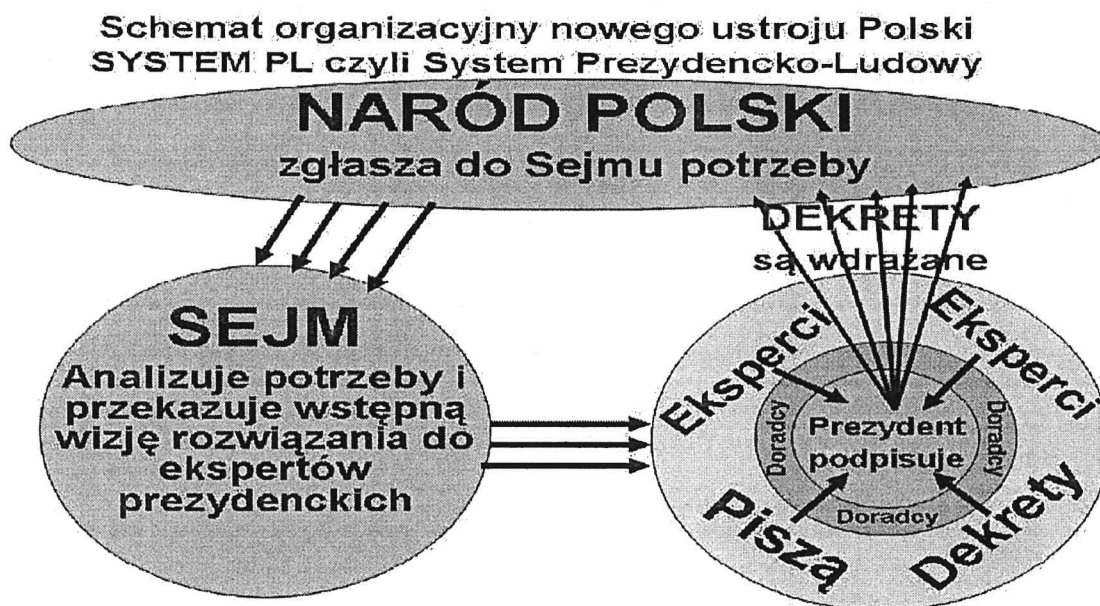 Schemat organizacyjny nowego ustroju Polski
SYSTEM PL czyli System Prezydencko-Ludowy
NARÓD POLSKI
zgłasza do Sejmu potrzeby
DEKRETY
są wdrażane
SEJM
Analizuje potrzeby i
przekazuje wstępną
wizję rozwiązania do
ekspertów
prezydenckich
Eksperci
Eksperci
Doradcy
Prezydent
podpisuje
Doradcy
Doradcy
Piszą
Dekrety